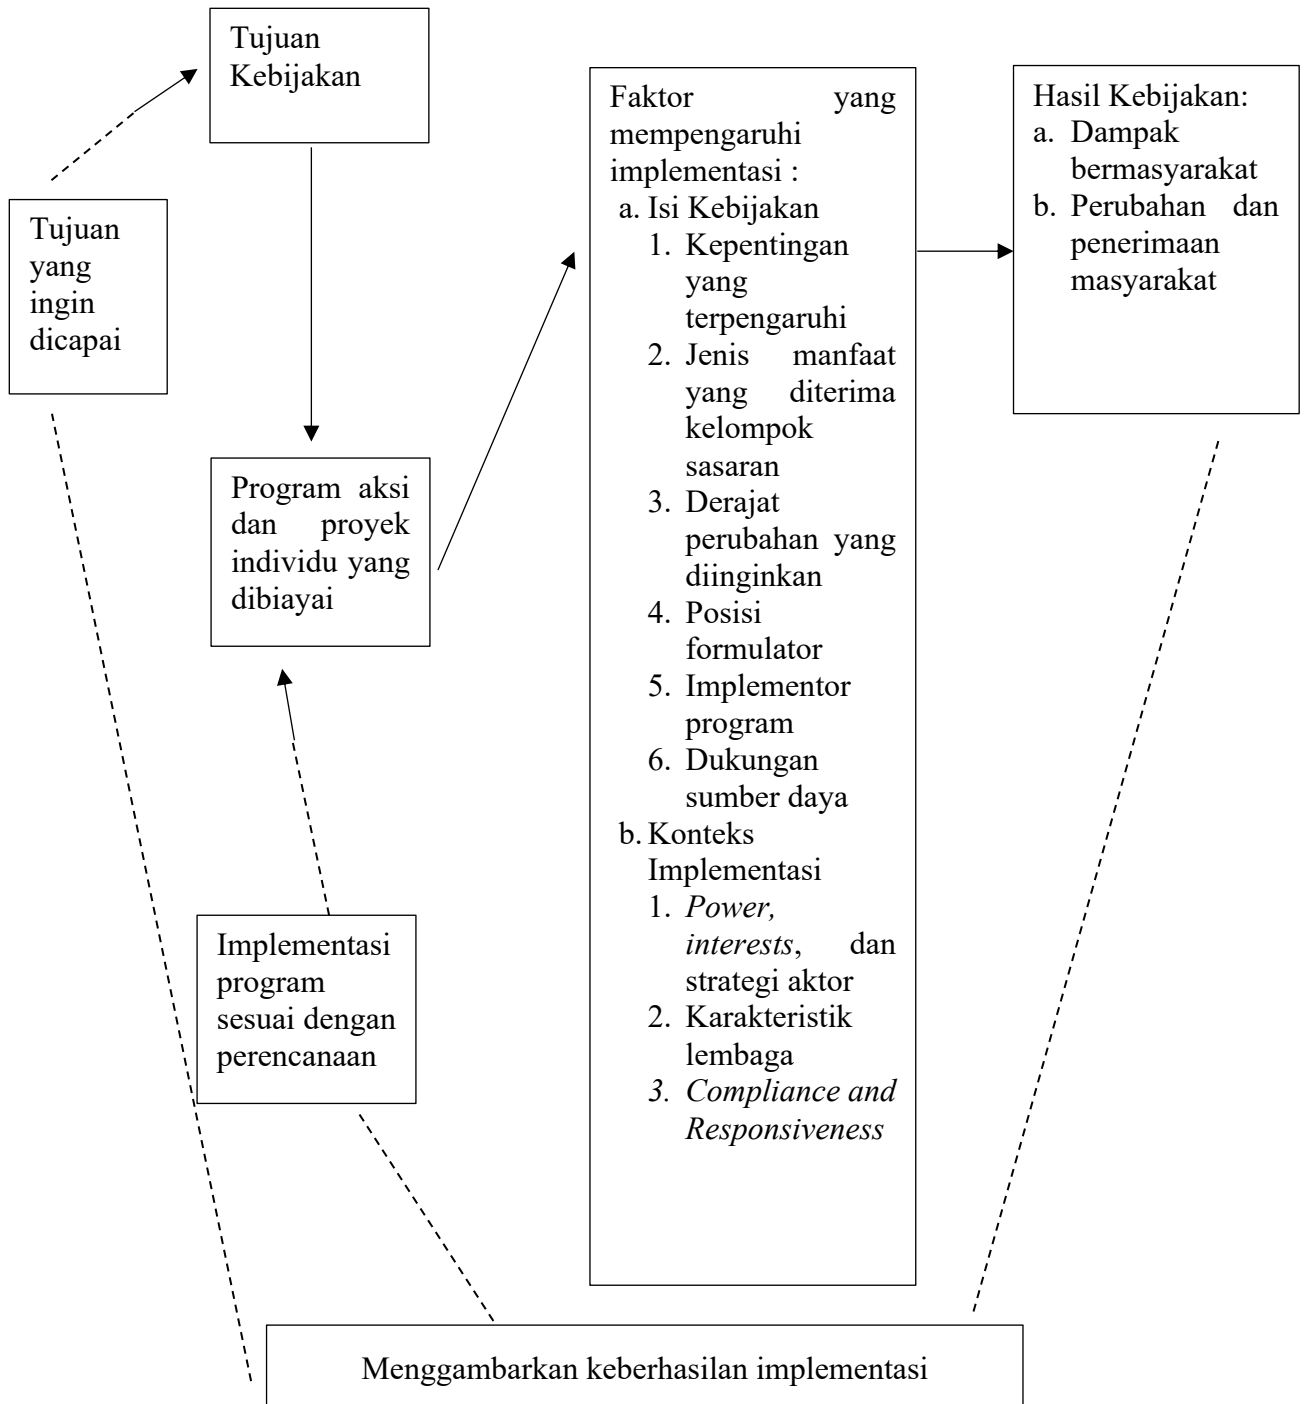 Tujuan
Kebijakan
Tujuan
yang
ingin
dicapai
Program aksi
dan proyek
individu yang
dibiayai
Implementasi
program
sesuai dengan
perencanaan
Faktor yang
mempengaruhi
implementasi :
a. Isi Kebijakan
1. Kepentingan
yang
terpengaruhi
2. Jenis manfaat
yang diterima
kelompok
sasaran
3. Derajat
perubahan yang
diinginkan
4. Posisi
formulator
5. Implementor
program
6. Dukungan
sumber daya
b. Konteks
Implementasi
1. Power,
interests, dan
strategi aktor
2. Karakteristik
lembaga
3. Compliance and
Responsiveness
Hasil Kebijakan:
a. Dampak
bermasyarakat
b. Perubahan dan
penerimaan
masyarakat
Menggambarkan keberhasilan implementasi